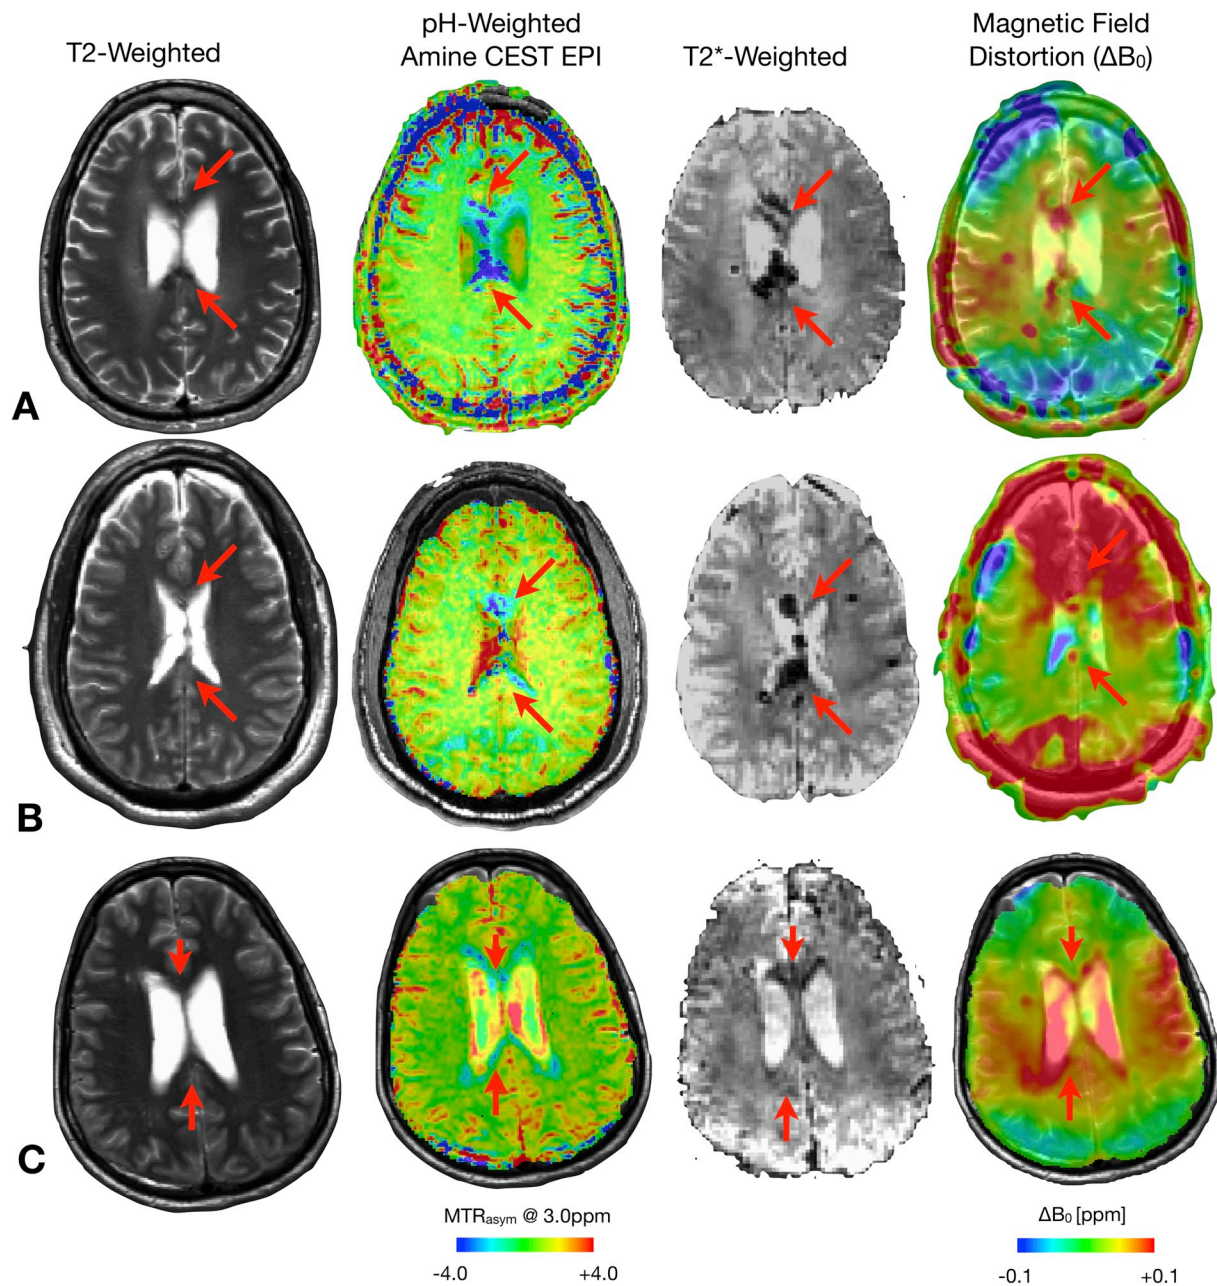 T2-Weighted
pH-Weighted
Amine CEST EPI
T2*-Weighted
Magnetic Field
Distortion (ΔB₀)
A
B
C
MTRasym @ 3.0ppm
-4.0 +4.0
ΔB₀ [ppm]
-0.1 +0.1